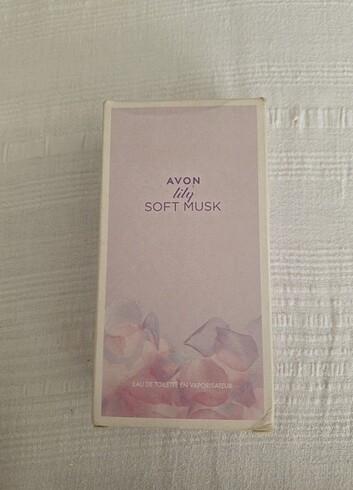 AVON
lily
SOFT MUSK
EAU DE TOILETTE EN VAPORISATEUR